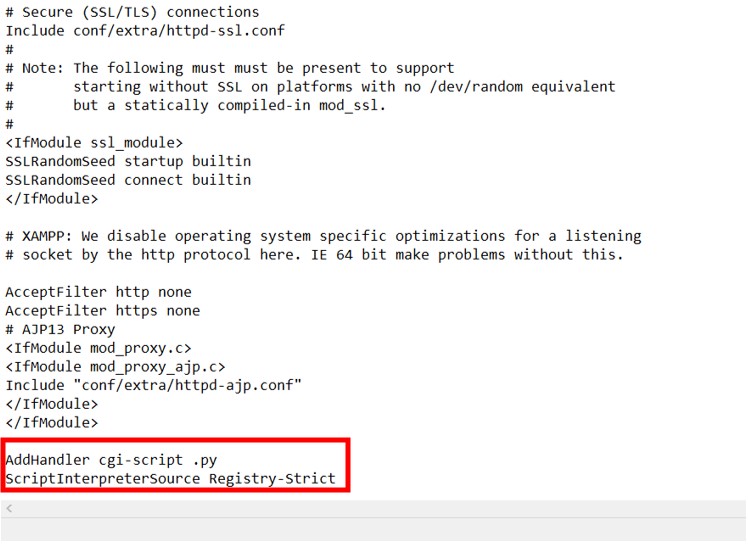 # Secure (SSL/TLS) connections
Include conf/extra/httpd-ssl.conf
#
# Note: The following must must be present to support
#       starting without SSL on platforms with no /dev/random equivalent
#       but a statically compiled-in mod_ssl.
#
<IfModule ssl_module>
SSLRandomSeed startup builtin
SSLRandomSeed connect builtin
</IfModule>

# XAMPP: We disable operating system specific optimizations for a listening
# socket by the http protocol here. IE 64 bit make problems without this.

AcceptFilter http none
AcceptFilter https none
# AJP13 Proxy
<IfModule mod_proxy.c>
<IfModule mod_proxy_ajp.c>
Include "conf/extra/httpd-ajp.conf"
</IfModule>
</IfModule>

AddHandler cgi-script .py
ScriptInterpreterSource Registry-Strict